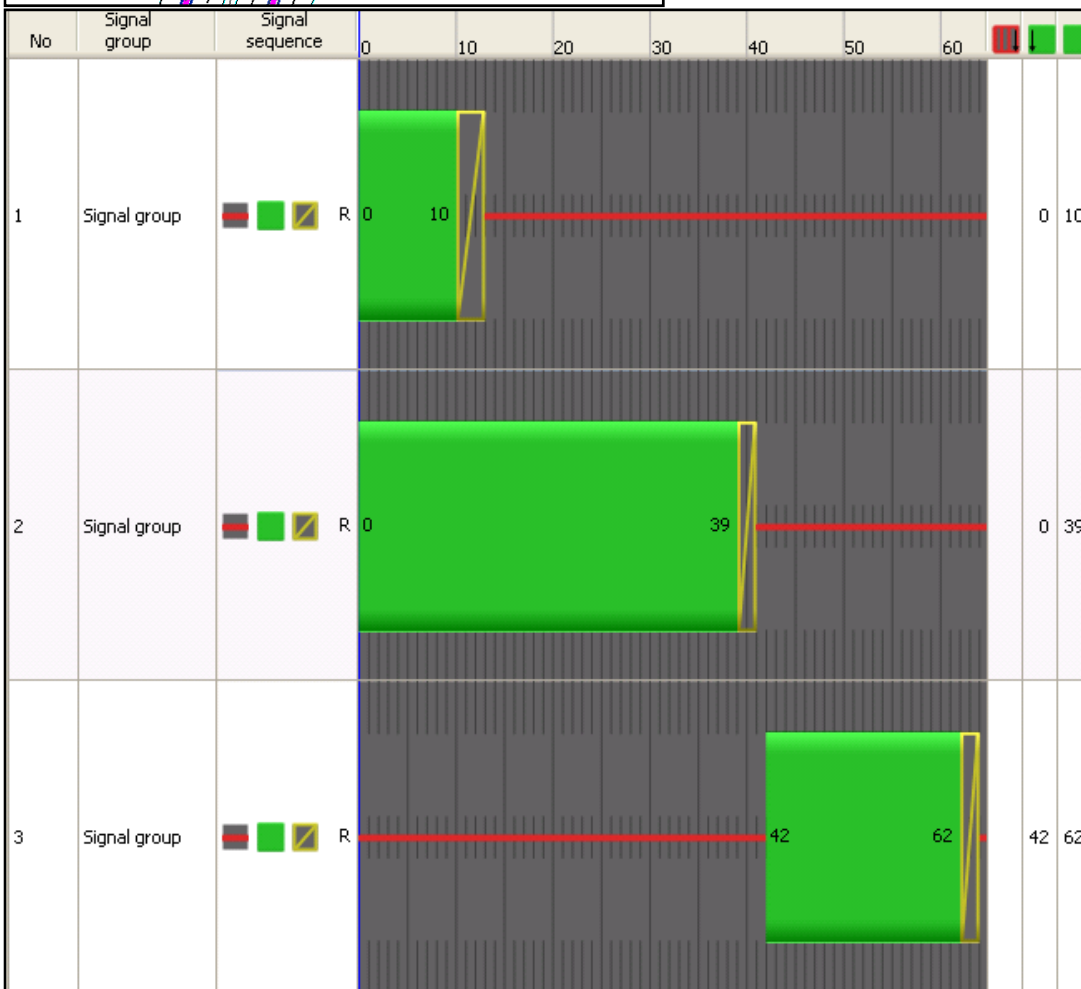 No Signal group Signal sequence 0 10 20 30 40 50 60
1 Signal group R 0 10 0 10
2 Signal group R 0 39 0 39
3 Signal group R 42 62 42 62